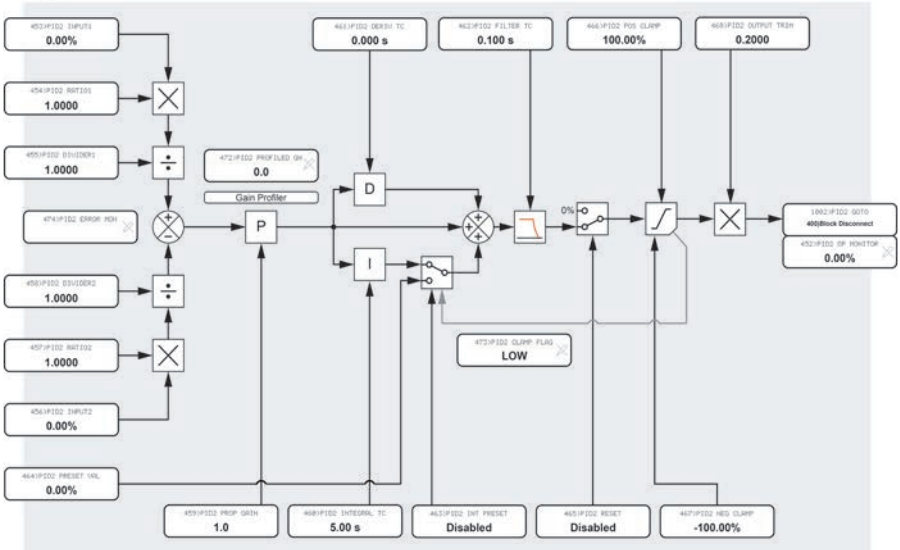 453)PID2 INPUT1
0.00%
454)PID2 RATIO1
1.0000
455)PID2 DIVIDER1
1.0000
474)PID2 ERROR MON
458)PID2 DIVIDER2
1.0000
457)PID2 RATIO2
1.0000
456)PID2 INPUT2
0.00%
464)PID2 PRESET VAL
0.00%
472)PID2 PROFILED GN
0.0
Gain Profiler
P
D
I
461)PID2 DERIV TC
0.000 s
462)PID2 FILTER TC
0.100 s
466)PID2 POS CLAMP
100.00%
468)PID2 OUTPUT TRIM
0.2000
0%
1002)PID2 GOTO
400)Block Disconnect
452)PID2 OP MONITOR
0.00%
473)PID2 CLAMP FLAG
LOW
459)PID2 PROP GAIN
1.0
460)PID2 INTEGRAL TC
5.00 s
463)PID2 INT PRESET
Disabled
465)PID2 RESET
Disabled
467)PID2 NEG CLAMP
-100.00%